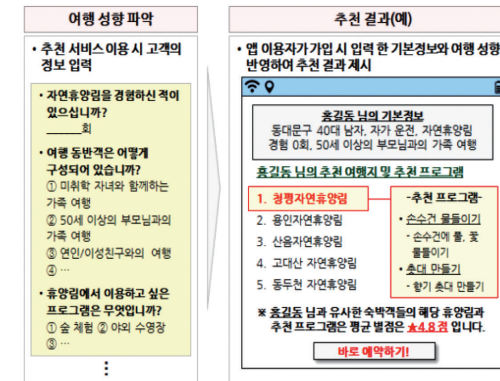 여행 성향 파악
• 추천 서비스 이용 시 고객의
정보 입력
• 자연휴양림을 경험하신 적이
있으십니까?
______회
• 여행 동반객은 어떻게
구성되어 있습니까?
① 미취학 자녀와 함께하는
가족 여행
② 50세 이상의 부모님과의
가족 여행
③ 연인/이성친구와의 여행
④ …
• 휴양림에서 이용하고 싶은
프로그램은 무엇입니까?
① 숲 체험 ② 야외 수영장
③ …
⋮
추천 결과(예)
• 앱 이용자가 가입 시 입력 한 기본정보와 여행 성향
반영하여 추천 결과 제시
홍길동 님의 기본정보
동대문구 40대 남자, 자가 운전, 자연휴양림
경험 0회, 50세 이상의 부모님과의 가족 여행
홍길동 님의 추천 여행지 및 추천 프로그램
1. 청평자연휴양림
2. 용인자연휴양림
3. 산음자연휴양림
4. 고대산 자연휴양림
5. 동두천 자연휴양림
-추천 프로그램-
• 손수건 물들이기
- 손수건에 풀, 꽃
물들이기
• 촛대 만들기
- 향기 촛대 만들기
※ 홍길동 님과 유사한 숙박객들의 해당 휴양림과
추천 프로그램은 평균 별점은 ★4.8점 입니다.
바로 예약하기!